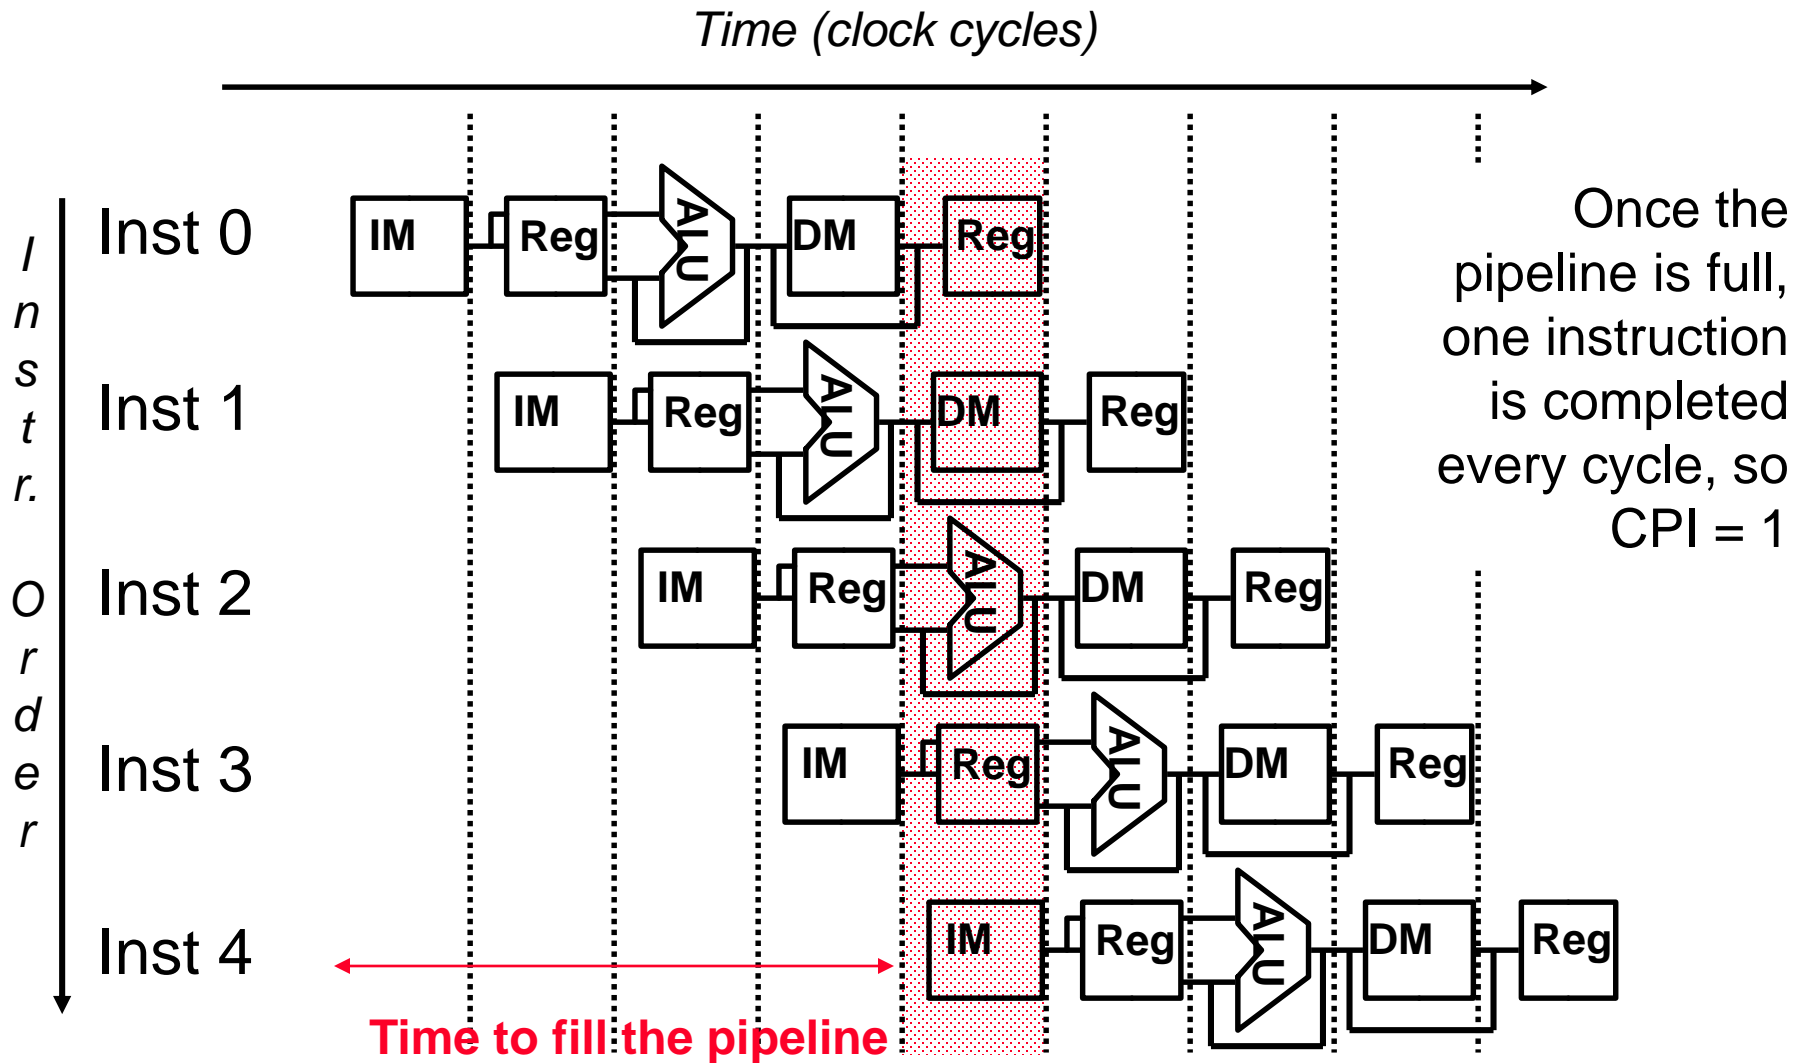 Time (clock cycles)
Instr. Order
Inst 0
IM
Reg
ALU
DM
Reg
Once the
pipeline is full,
one instruction
is completed
every cycle, so
CPI = 1
Inst 1
IM
Reg
ALU
DM
Reg
Inst 2
IM
Reg
ALU
DM
Reg
Inst 3
IM
Reg
ALU
DM
Reg
Inst 4
IM
Reg
ALU
DM
Reg
Time to fill the pipeline